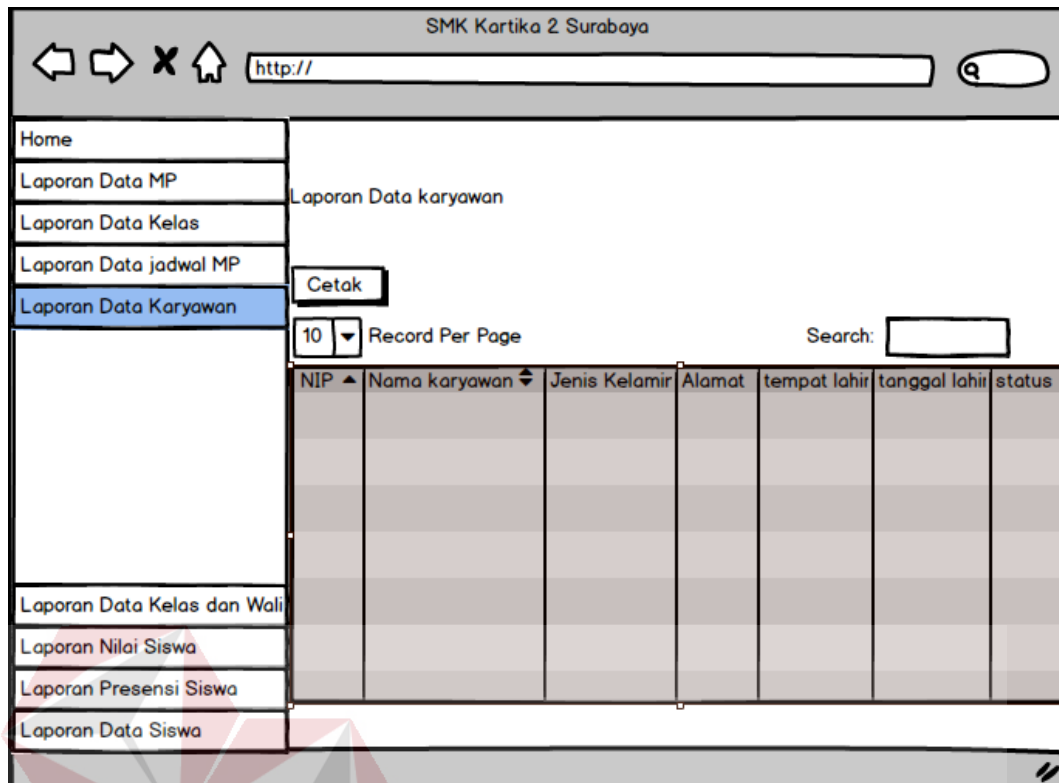 SMK Kartika 2 Surabaya
http://
Home
Laporan Data MP
Laporan Data Kelas
Laporan Data jadwal MP
Laporan Data Karyawan
Laporan Data Kelas dan Wali
Laporan Nilai Siswa
Laporan Presensi Siswa
Laporan Data Siswa
Laporan Data karyawan
Cetak
10 Record Per Page Search:
NIP Nama karyawan Jenis Kelamir Alamat tempat lahir tanggal lahir status